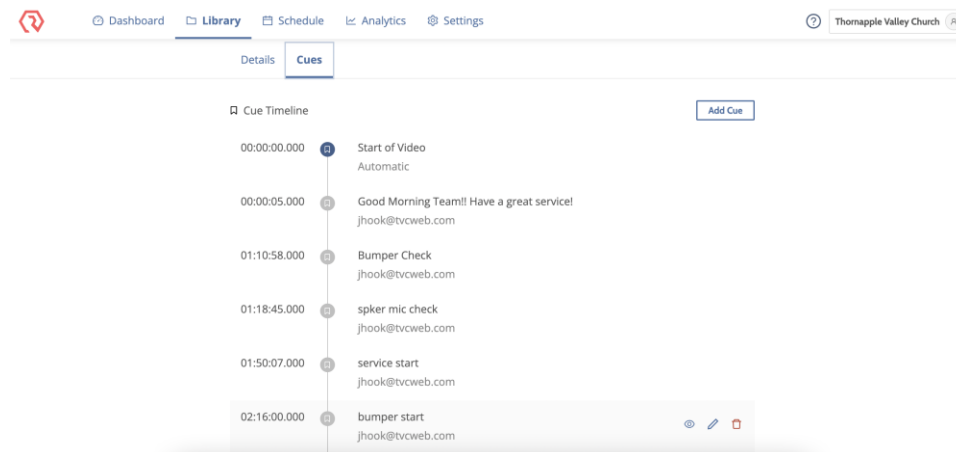 Dashboard Library Schedule Analytics Settings Thornapple Valley Church
Details Cues
Cue Timeline Add Cue
00:00:00.000 Start of Video
Automatic
00:00:05.000 Good Morning Team!! Have a great service!
jhook@tvcweb.com
01:10:58.000 Bumper Check
jhook@tvcweb.com
01:18:45.000 spker mic check
jhook@tvcweb.com
01:50:07.000 service start
jhook@tvcweb.com
02:16:00.000 bumper start
jhook@tvcweb.com